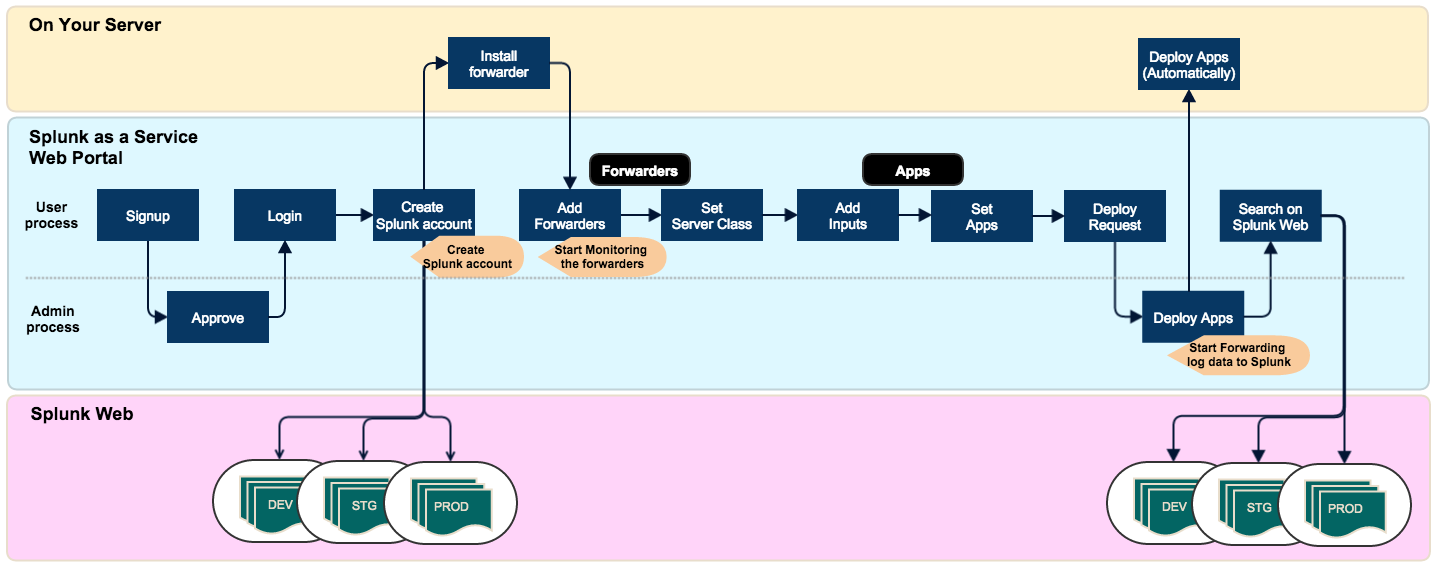 On Your Server
Install
forwarder
Deploy Apps
(Automatically)
Splunk as a Service
Web Portal
Forwarders
Apps
User
process
Signup
Login
Create
Splunk account
Add
Forwarders
Set
Server Class
Add
Inputs
Set
Apps
Deploy
Request
Search on
Splunk Web
Create
Splunk account
Start Monitoring
the forwarders
Admin
process
Approve
Deploy Apps
Start Forwarding
log data to Splunk
Splunk Web
DEV
STG
PROD
DEV
STG
PROD